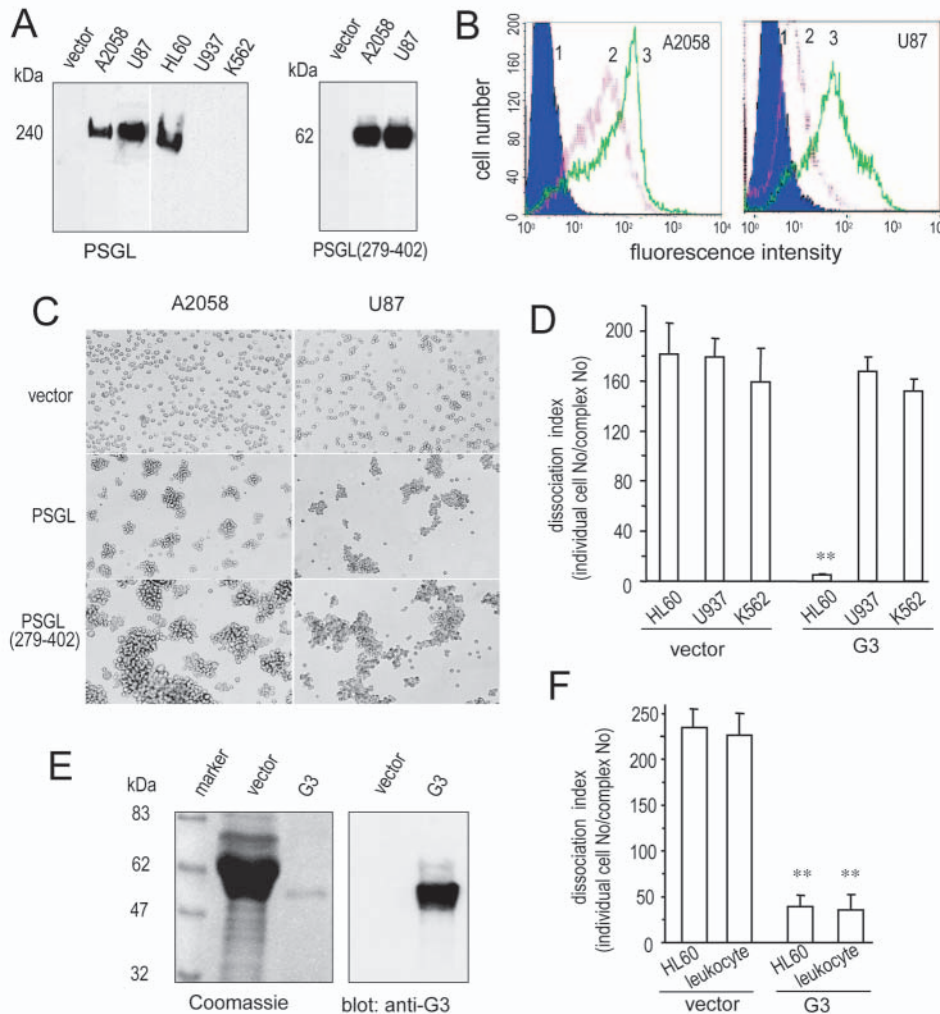 A
vector
A2058
U87
HL60
U937
K562
kDa
240
PSGL
vector
A2058
U87
62
PSGL(279-402)
B
cell number
200
160
120
80
40
0
1
2
3
A2058
10⁰
10¹
10²
10³
10⁴
1
2
3
U87
10⁰
10¹
10²
10³
fluorescence intensity
C
A2058
U87
vector
PSGL
PSGL
(279-402)
D
dissociation index
(individual cell No/complex No)
200
160
120
80
40
0
**
HL60
U937
K562
HL60
U937
K562
vector
G3
E
kDa
marker
vector
G3
83
62
47
32
Coomassie
vector
G3
blot: anti-G3
F
dissociation index
(individual cell No/complex No)
250
200
150
100
50
0
**
**
HL60
leukocyte
HL60
leukocyte
vector
G3